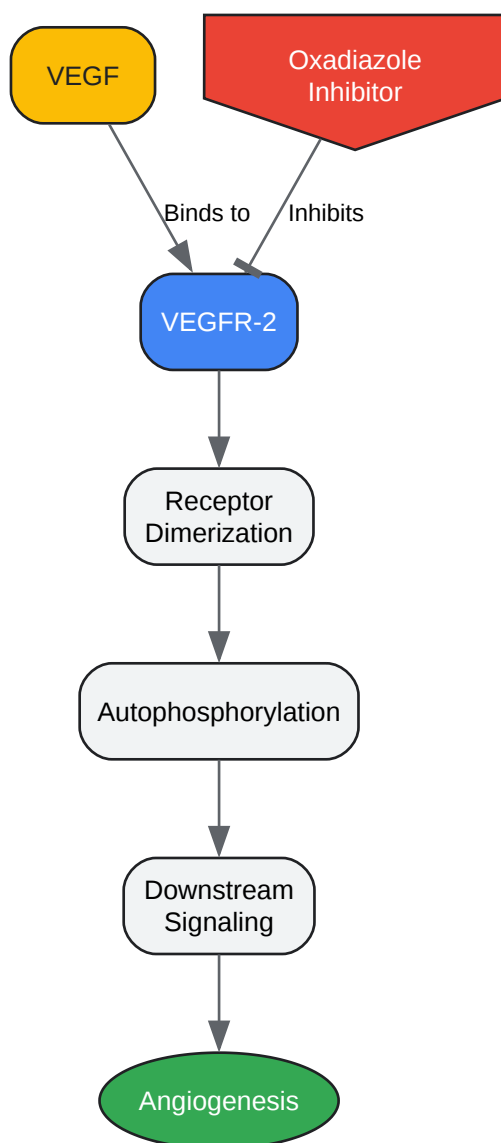 VEGF
Oxadiazole
Inhibitor
Binds to
Inhibits
VEGFR-2
Receptor
Dimerization
Autophosphorylation
Downstream
Signaling
Angiogenesis